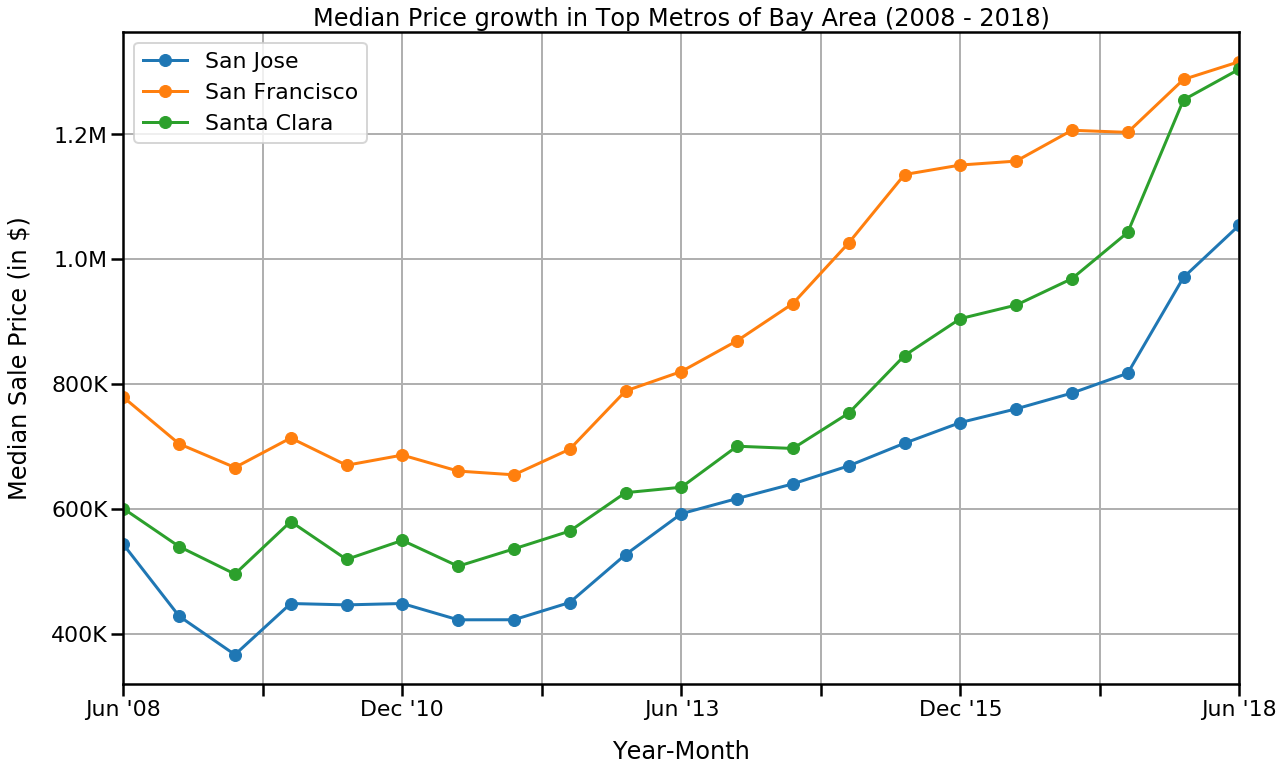 Median Price growth in Top Metros of Bay Area (2008 - 2018)
San Jose
San Francisco
Santa Clara
1.2M
1.0M
800K
600K
400K
Median Sale Price (in $)
Jun '08
Dec '10
Jun '13
Dec '15
Jun '18
Year-Month